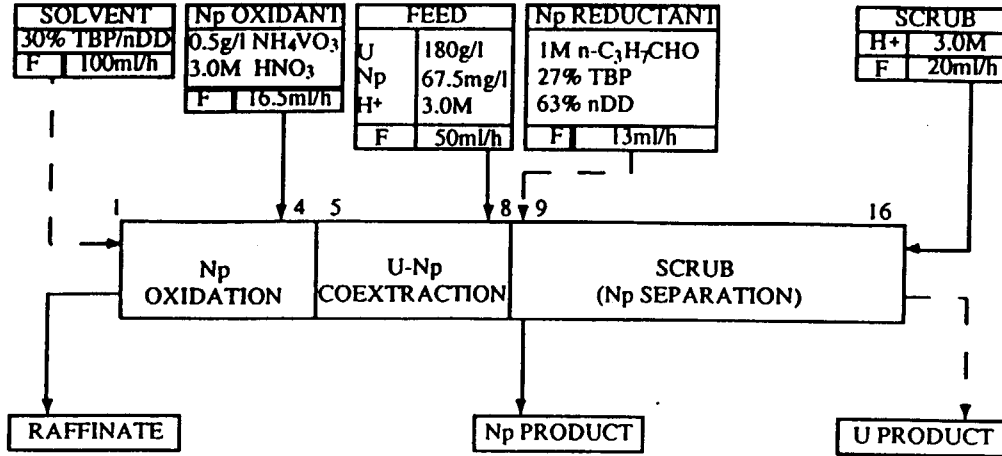 SOLVENT
30% TBP/nDD
F 100ml/h
Np OXIDANT
0.5g/l NH₄VO₃
3.0M HNO₃
F 16.5ml/h
FEED
U 180g/l
Np 67.5mg/l
H⁺ 3.0M
F 50ml/h
Np REDUCTANT
1M n-C₃H₇CHO
27% TBP
63% nDD
F 13ml/h
SCRUB
H+ 3.0M
F 20ml/h
1 4 5 8 9 16
Np
OXIDATION
U-Np
COEXTRACTION
SCRUB
(Np SEPARATION)
RAFFINATE
Np PRODUCT
U PRODUCT